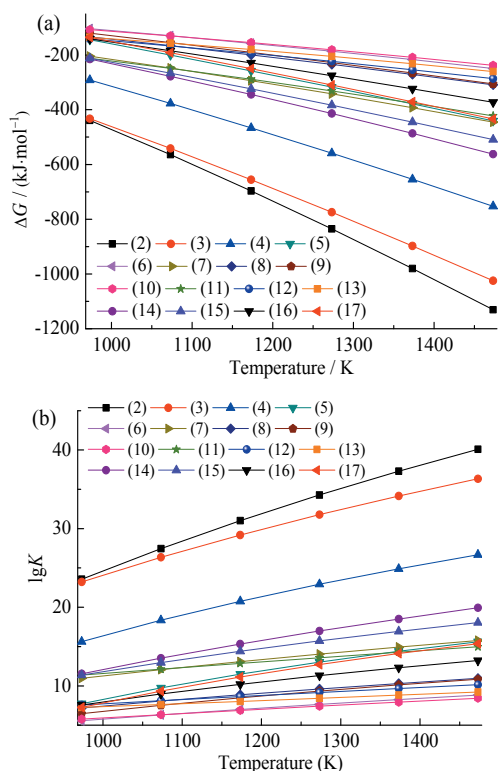 (a)
-200
-400
-600
-800
-1000
-1200
ΔG / (kJ·mol⁻¹)
(2) (3) (4) (5)
(6) (7) (8) (9)
(10) (11) (12) (13)
(14) (15) (16) (17)
1000 1100 1200 1300 1400
Temperature / K
(b)
(2) (3) (4) (5)
(6) (7) (8) (9)
(10) (11) (12) (13)
(14) (15) (16) (17)
40
30
20
10
lgK
1000 1100 1200 1300 1400
Temperature (K)